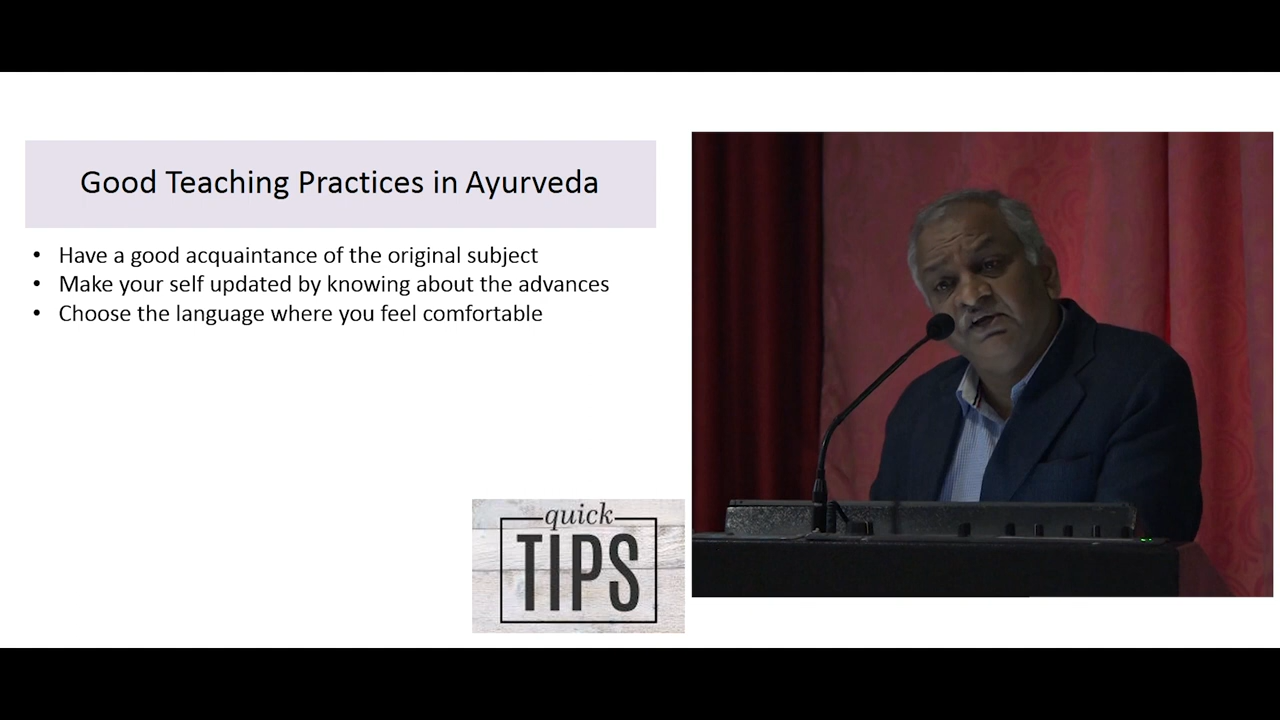 Good Teaching Practices in Ayurveda
• Have a good acquaintance of the original subject
• Make your self updated by knowing about the advances
• Choose the language where you feel comfortable
quick
TIPS